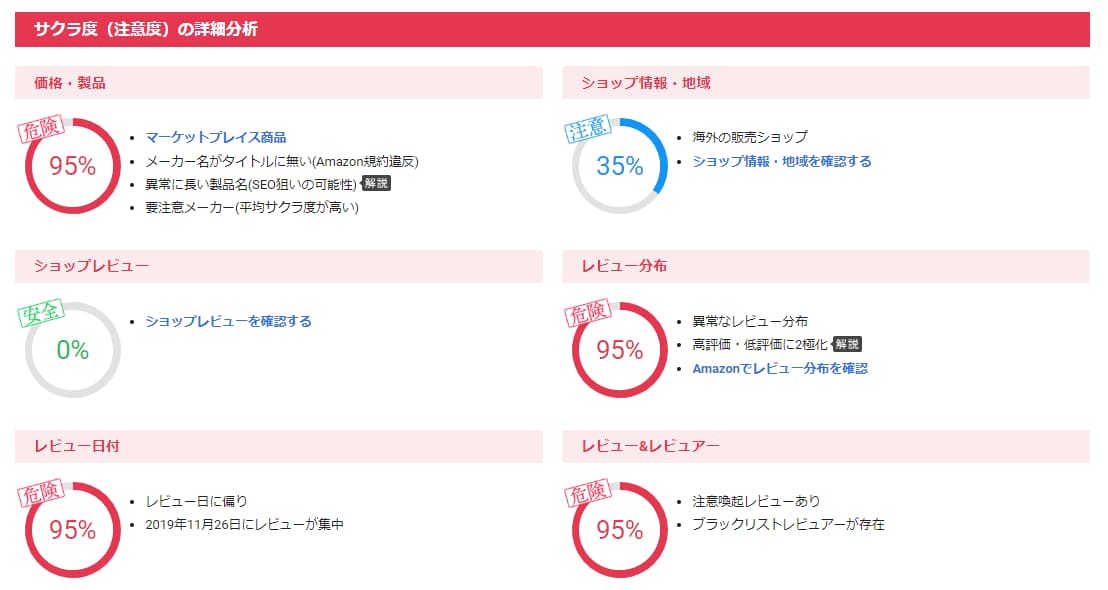 サクラ度（注意度）の詳細分析
価格・製品
危険
95%
マーケットプレイス商品
メーカー名がタイトルに無い(Amazon規約違反)
異常に長い製品名(SEO狙いの可能性) 解説
要注意メーカー(平均サクラ度が高い)
ショップ情報・地域
注意
35%
海外の販売ショップ
ショップ情報・地域を確認する
ショップレビュー
安全
0%
ショップレビューを確認する
レビュー分布
危険
95%
異常なレビュー分布
高評価・低評価に2極化 解説
Amazonでレビュー分布を確認
レビュー日付
危険
95%
レビュー日に偏り
2019年11月26日にレビューが集中
レビュー&レビュアー
危険
95%
注意喚起レビューあり
ブラックリストレビュアーが存在